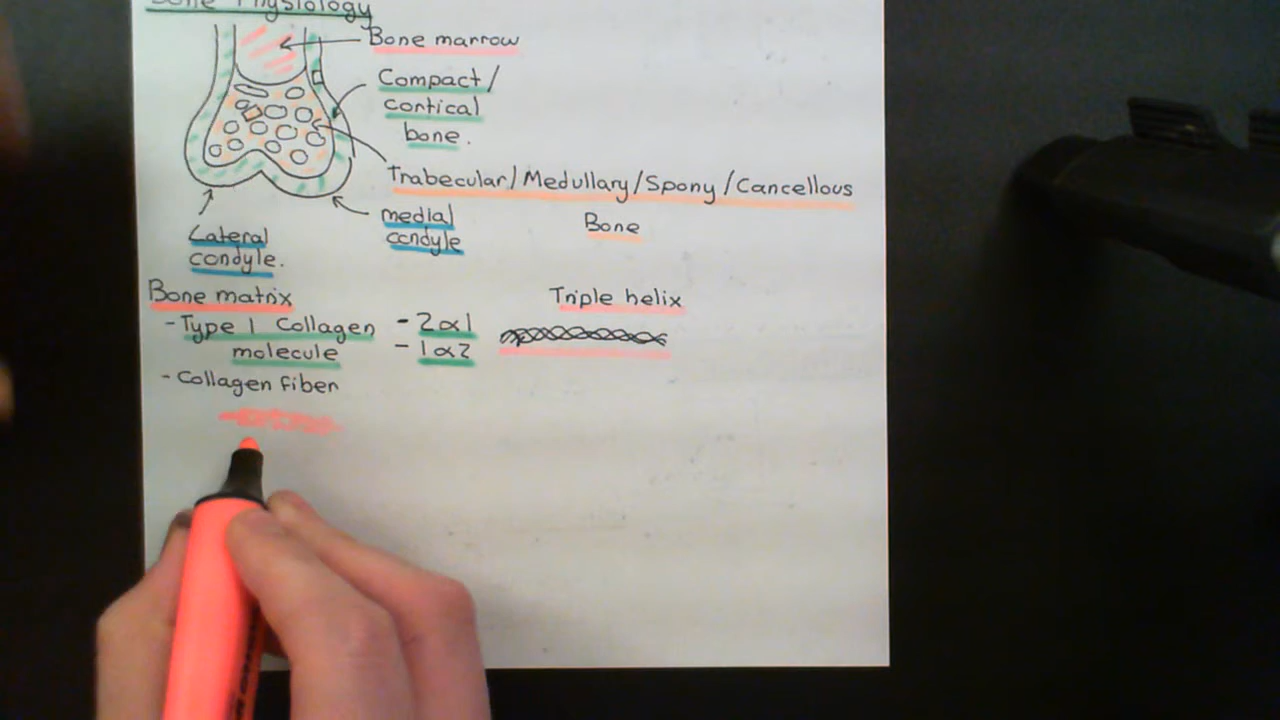 Bone Physiology
Bone marrow
Compact/
cortical
bone.
Trabecular/Medullary/Spony/Cancellous
Bone
medial
condyle
Lateral
condyle.
Bone matrix
Triple helix
- Type 1 Collagen
molecule
- 2α1
- 1α2
- Collagen fiber